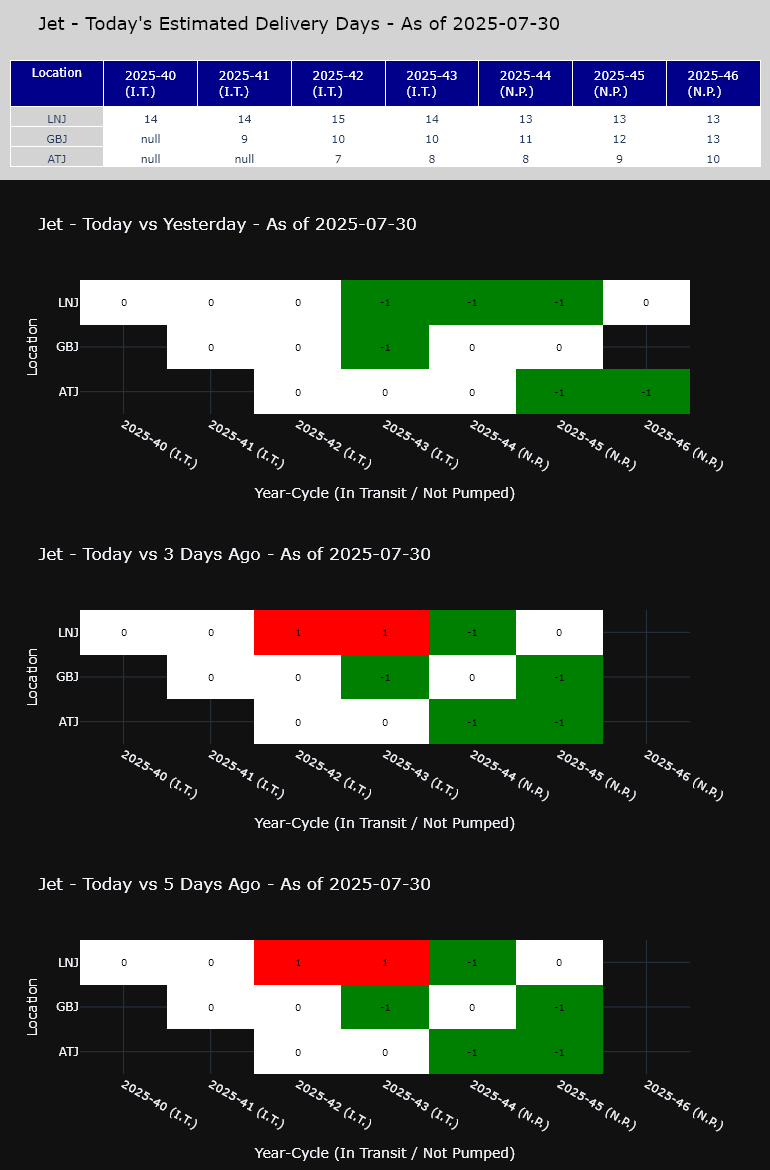 Jet - Today's Estimated Delivery Days - As of 2025-07-30
Location 2025-40 (I.T.) 2025-41 (I.T.) 2025-42 (I.T.) 2025-43 (I.T.) 2025-44 (N.P.) 2025-45 (N.P.) 2025-46 (N.P.)
LNJ 14 14 15 14 13 13 13
GBJ null 9 10 10 11 12 13
ATJ null null 7 8 8 9 10
Jet - Today vs Yesterday - As of 2025-07-30
Location
LNJ 0 0 0 -1 -1 -1 0
GBJ 0 0 -1 0 0
ATJ 0 0 0 -1 -1
2025-40 (I.T.) 2025-41 (I.T.) 2025-42 (I.T.) 2025-43 (I.T.) 2025-44 (N.P.) 2025-45 (N.P.) 2025-46 (N.P.)
Year-Cycle (In Transit / Not Pumped)
Jet - Today vs 3 Days Ago - As of 2025-07-30
Location
LNJ 0 0 1 1 -1 0
GBJ 0 0 -1 0 -1
ATJ 0 0 -1 -1
2025-40 (I.T.) 2025-41 (I.T.) 2025-42 (I.T.) 2025-43 (I.T.) 2025-44 (N.P.) 2025-45 (N.P.) 2025-46 (N.P.)
Year-Cycle (In Transit / Not Pumped)
Jet - Today vs 5 Days Ago - As of 2025-07-30
Location
LNJ 0 0 1 1 -1 0
GBJ 0 0 -1 0 -1
ATJ 0 0 -1 -1
2025-40 (I.T.) 2025-41 (I.T.) 2025-42 (I.T.) 2025-43 (I.T.) 2025-44 (N.P.) 2025-45 (N.P.) 2025-46 (N.P.)
Year-Cycle (In Transit / Not Pumped)